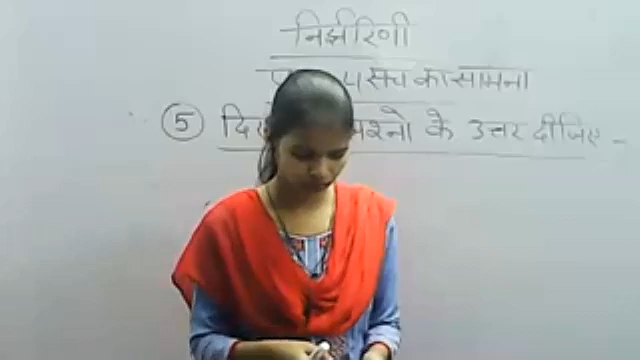 निर्झरिणी
सच का सामना
5 के उत्तर दीजिए -